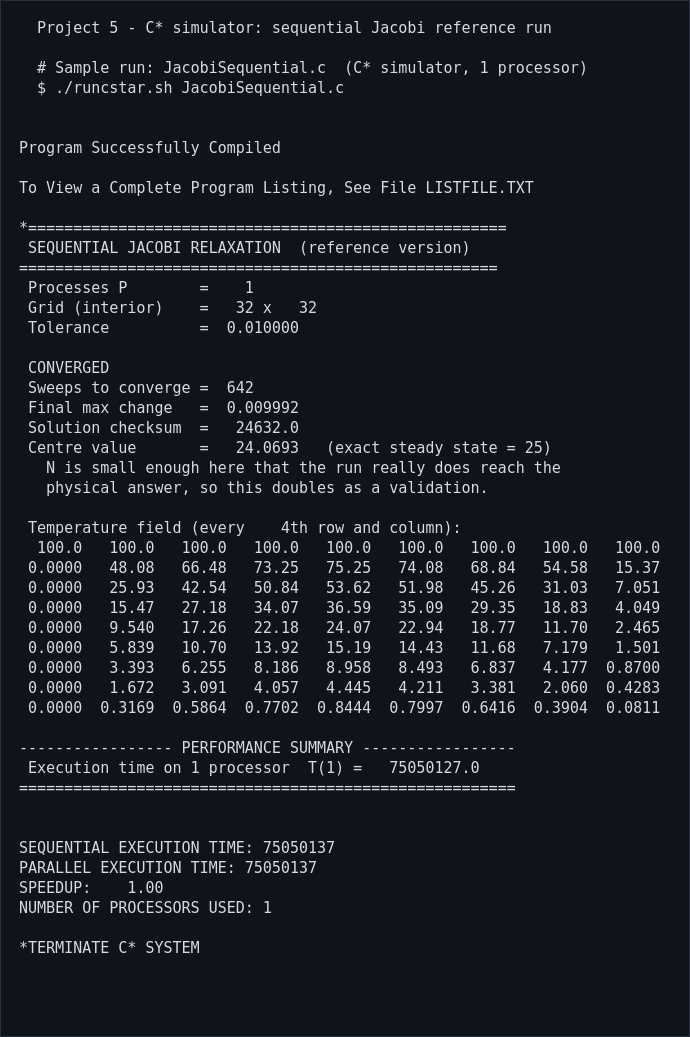 Project 5 - C* simulator: sequential Jacobi reference run
# Sample run: JacobiSequential.c  (C* simulator, 1 processor)
$ ./runcstar.sh JacobiSequential.c
Program Successfully Compiled
To View a Complete Program Listing, See File LISTFILE.TXT
*=====================================================
SEQUENTIAL JACOBI RELAXATION  (reference version)
=====================================================
Processes P        =    1
Grid (interior)    =   32 x   32
Tolerance          =  0.010000
CONVERGED
Sweeps to converge =  642
Final max change   =  0.009992
Solution checksum  =   24632.0
Centre value       =   24.0693   (exact steady state = 25)
N is small enough here that the run really does reach the
physical answer, so this doubles as a validation.
Temperature field (every    4th row and column):
100.0   100.0   100.0   100.0   100.0   100.0   100.0   100.0   100.0
0.0000   48.08   66.48   73.25   75.25   74.08   68.84   54.58   15.37
0.0000   25.93   42.54   50.84   53.62   51.98   45.26   31.03   7.051
0.0000   15.47   27.18   34.07   36.59   35.09   29.35   18.83   4.049
0.0000   9.540   17.26   22.18   24.07   22.94   18.77   11.70   2.465
0.0000   5.839   10.70   13.92   15.19   14.43   11.68   7.179   1.501
0.0000   3.393   6.255   8.186   8.958   8.493   6.837   4.177  0.8700
0.0000   1.672   3.091   4.057   4.445   4.211   3.381   2.060  0.4283
0.0000  0.3169  0.5864  0.7702  0.8444  0.7997  0.6416  0.3904  0.0811
----------------- PERFORMANCE SUMMARY -----------------
Execution time on 1 processor  T(1) =   75050127.0
=======================================================
SEQUENTIAL EXECUTION TIME: 75050137
PARALLEL EXECUTION TIME: 75050137
SPEEDUP:    1.00
NUMBER OF PROCESSORS USED: 1
*TERMINATE C* SYSTEM